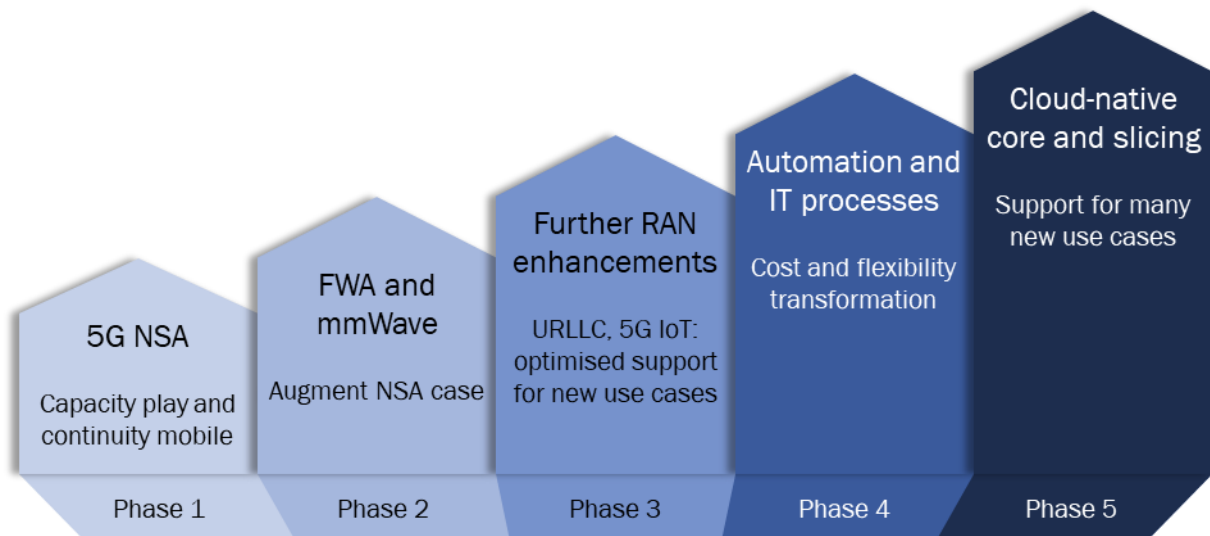 5G NSA
Capacity play and
continuity mobile
Phase 1
FWA and
mmWave
Augment NSA case
Phase 2
Further RAN
enhancements
URLLC, 5G IoT:
optimised support
for new use cases
Phase 3
Automation and
IT processes
Cost and flexibility
transformation
Phase 4
Cloud-native
core and slicing
Support for many
new use cases
Phase 5